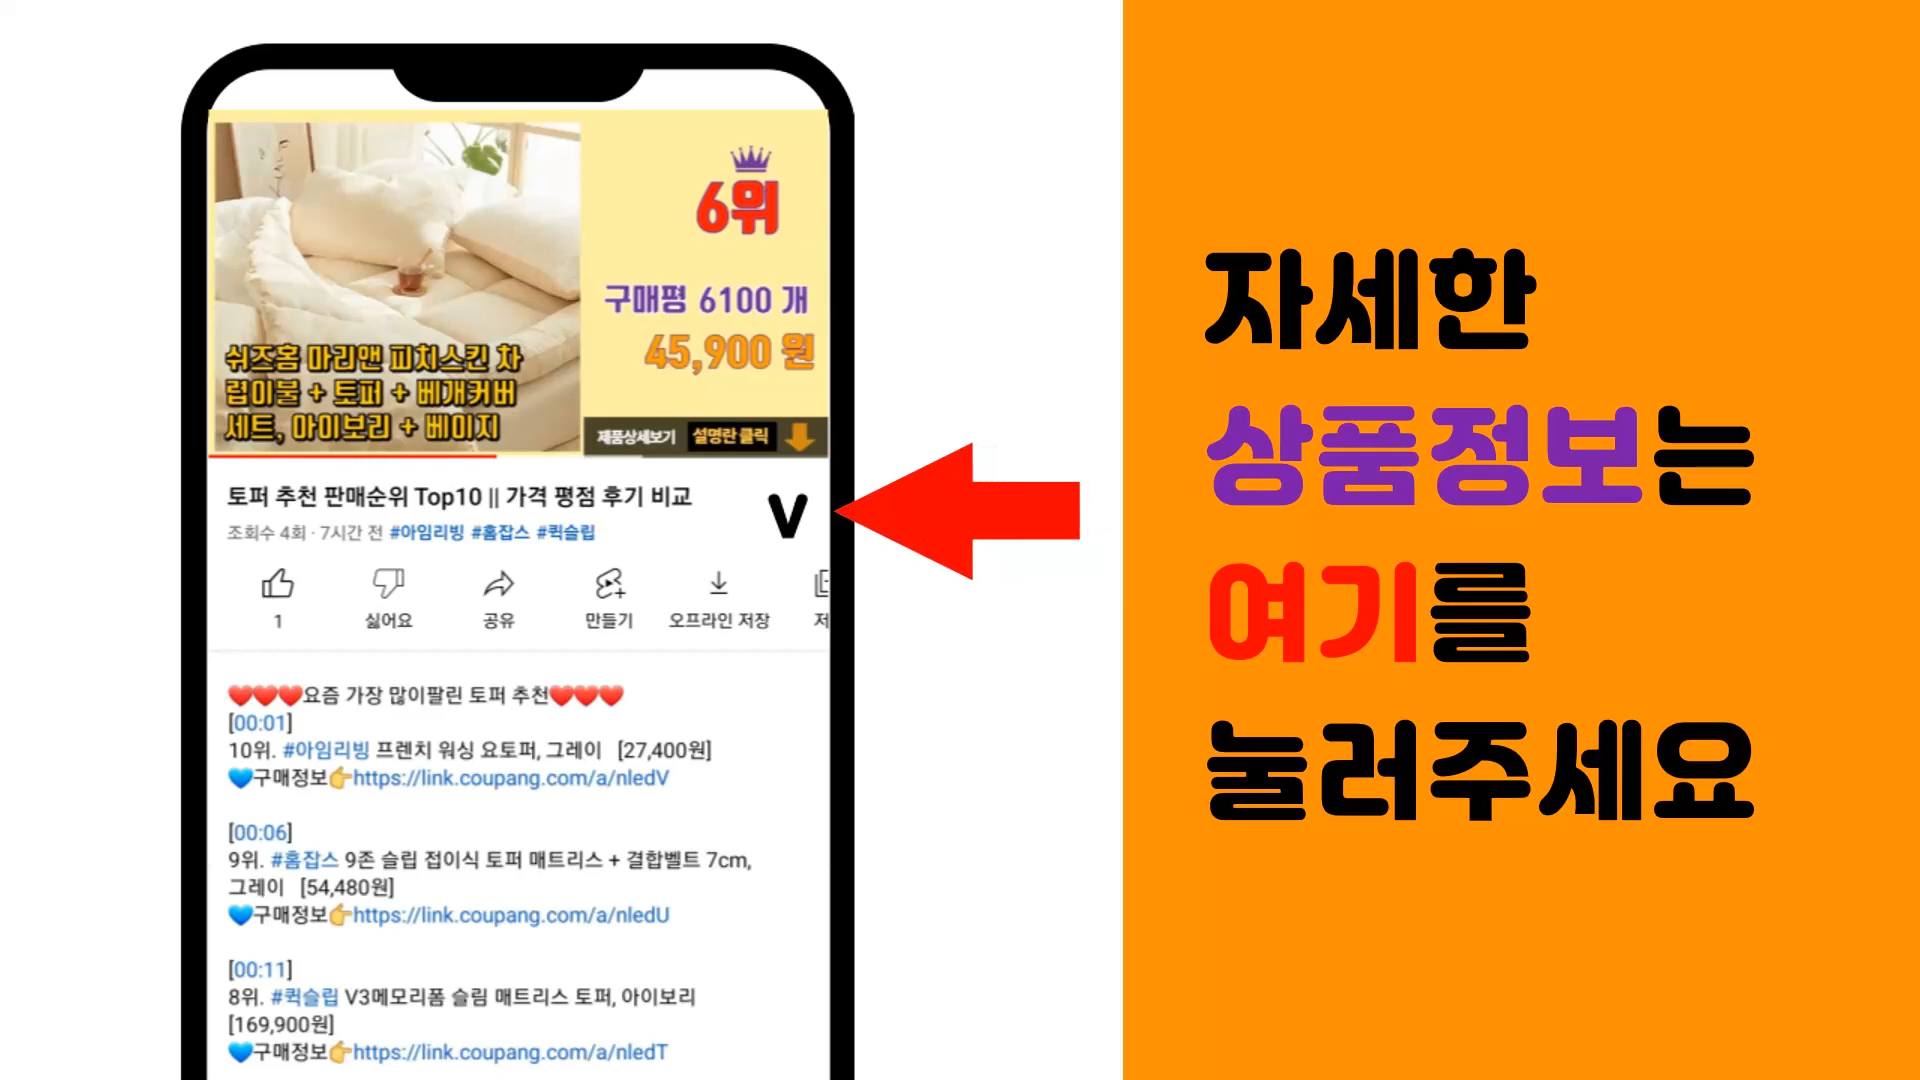 6위
구매평 6100 개
45,900 원
쉬즈홈 마리앤 피치스킨 차
렵이불 + 토퍼 + 베개커버
세트, 아이보리 + 베이지
제품상세보기 설명란 클릭
토퍼 추천 판매순위 Top10 || 가격 평점 후기 비교
V
조회수 4회 · 7시간 전 #아임리빙 #홈잡스 #퀵슬립
1 싫어요 공유 만들기 오프라인 저장 저
❤️❤️❤️요즘 가장 많이팔린 토퍼 추천❤️❤️❤️
[00:01]
10위. #아임리빙 프렌치 워싱 요토퍼, 그레이 [27,400원]
💙구매정보👉https://link.coupang.com/a/nledV
[00:06]
9위. #홈잡스 9존 슬립 접이식 토퍼 매트리스 + 결합벨트 7cm,
그레이 [54,480원]
💙구매정보👉https://link.coupang.com/a/nledU
[00:11]
8위. #퀵슬립 V3메모리폼 슬림 매트리스 토퍼, 아이보리
[169,900원]
💙구매정보👉https://link.coupang.com/a/nledT
자세한
상품정보는
여기를
눌러주세요